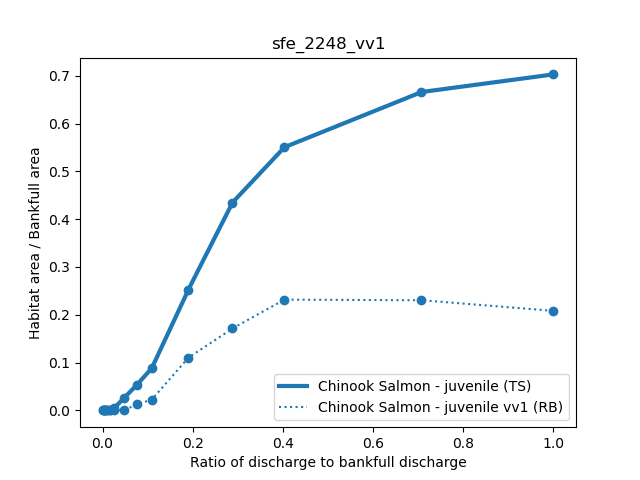 sfe_2248_vv1
Habitat area / Bankfull area
0.7
0.6
0.5
0.4
0.3
0.2
0.1
0.0
Chinook Salmon - juvenile (TS)
Chinook Salmon - juvenile vv1 (RB)
0.0 0.2 0.4 0.6 0.8 1.0
Ratio of discharge to bankfull discharge